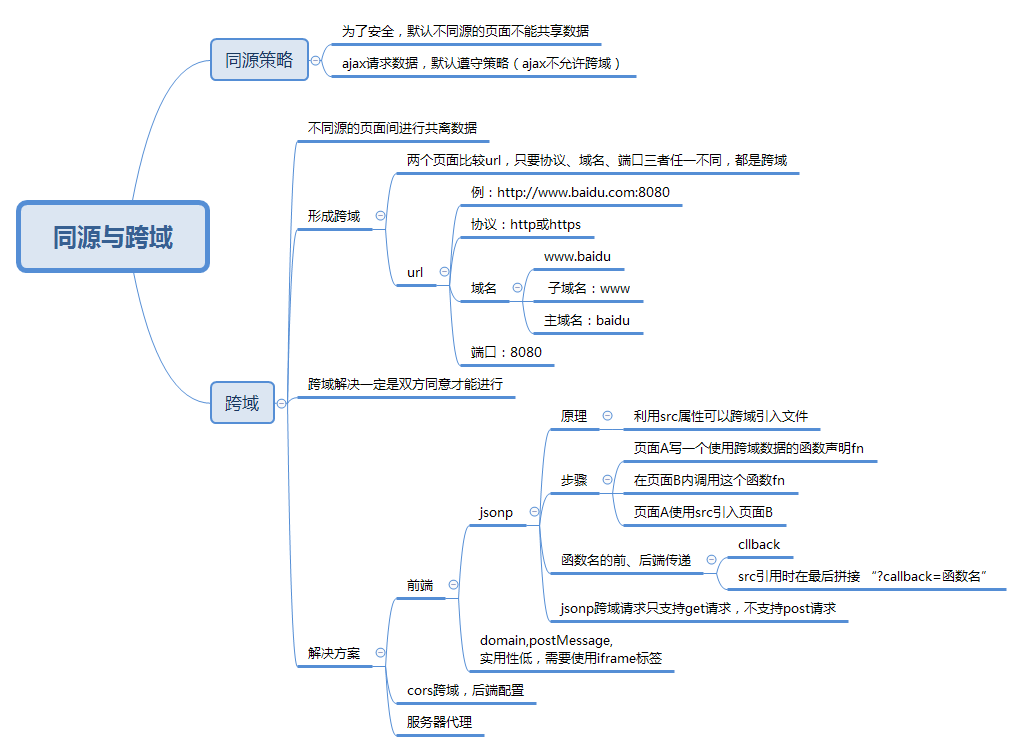 同源与跨域
同源策略
为了安全，默认不同源的页面不能共享数据
ajax请求数据，默认遵守策略（ajax不允许跨域）
跨域
不同源的页面间进行共离数据
形成跨域
两个页面比较url，只要协议、域名、端口三者任一不同，都是跨域
url
例：http://www.baidu.com:8080
协议：http或https
域名
www.baidu
子域名：www
主域名：baidu
端口：8080
跨域解决一定是双方同意才能进行
解决方案
前端
jsonp
原理
利用src属性可以跨域引入文件
步骤
页面A写一个使用跨域数据的函数声明fn
在页面B内调用这个函数fn
页面A使用src引入页面B
函数名的前、后端传递
cllback
src引用时在最后拼接 “?callback=函数名”
jsonp跨域请求只支持get请求，不支持post请求
domain,postMessage,
实用性低，需要使用iframe标签
cors跨域，后端配置
服务器代理